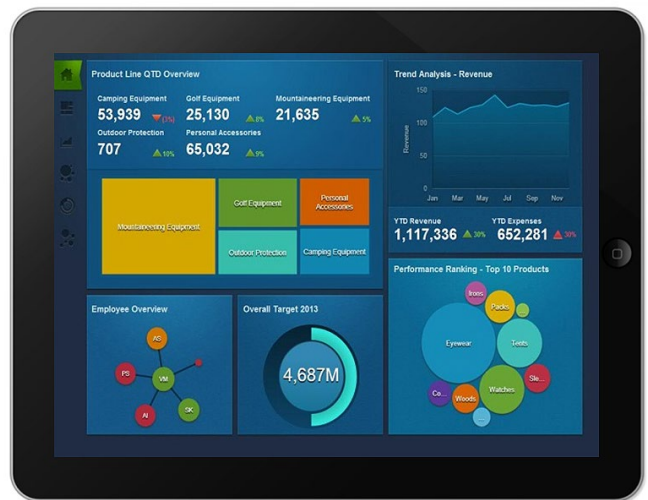 Product Line QTD Overview
Camping Equipment
53,939 (3%)
Golf Equipment
25,130 8%
Mountaineering Equipment
21,635 5%
Outdoor Protection
707 10%
Personal Accessories
65,032 9%
Mountaineering Equipment
Golf Equipment
Personal
Accessories
Outdoor Protection
Camping Equipment
Trend Analysis - Revenue
150
100
50
0
Revenue
Jan Mar May Jul Sep Nov
YTD Revenue
1,117,336 30%
YTD Expenses
652,281 30%
Employee Overview
AS
PS
VM
AI
SK
Overall Target 2013
4,687M
Performance Ranking - Top 10 Products
Irons
Packs
...
Eyewear
Tents
Sle...
Watches
Co...
Woods
...